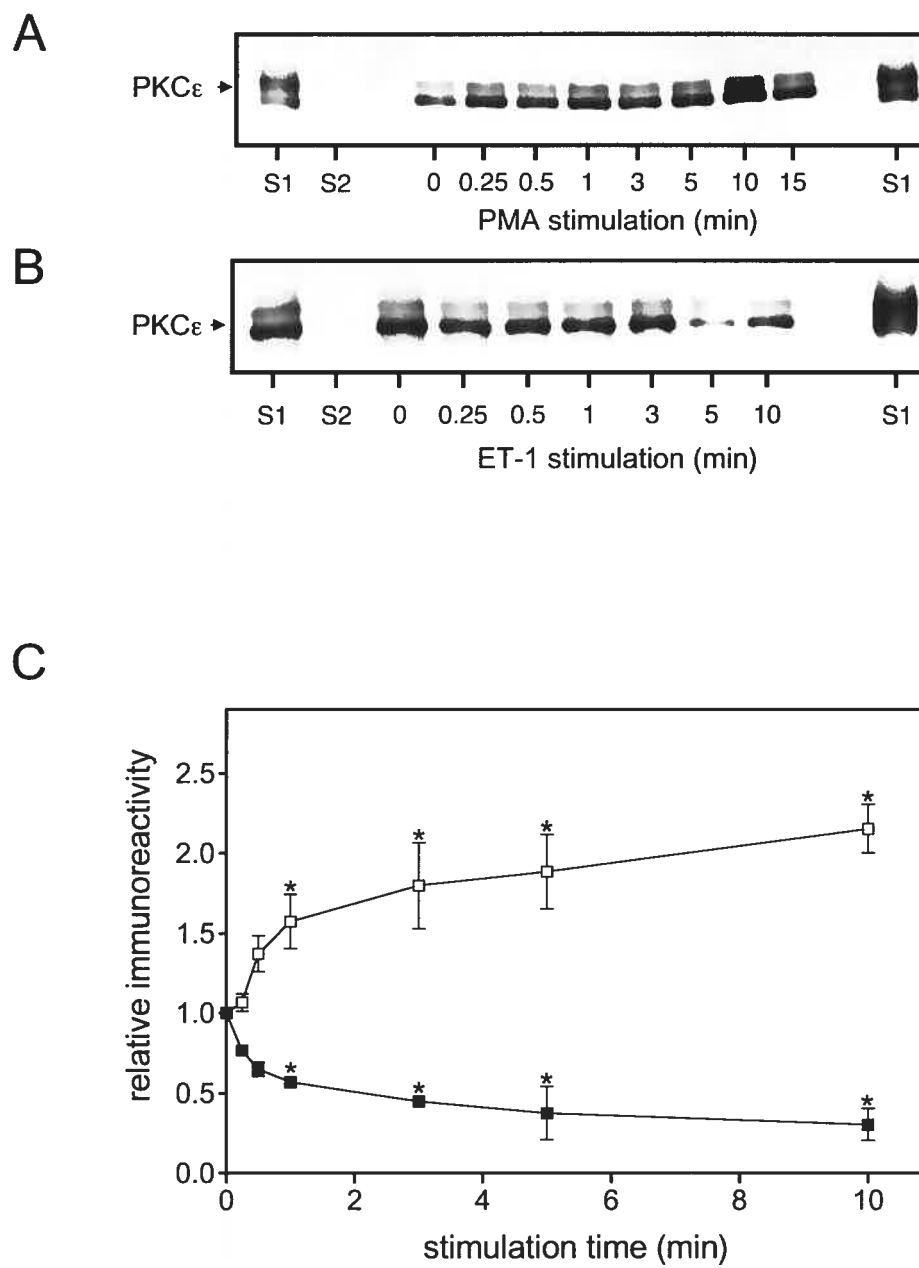 A
PKCε
S1 S2 0 0.25 0.5 1 3 5 10 15 S1
PMA stimulation (min)
B
PKCε
S1 S2 0 0.25 0.5 1 3 5 10 S1
ET-1 stimulation (min)
C
relative immunoreactivity
2.5
2.0
1.5
1.0
0.5
0.0
* * * *
* * * *
0 2 4 6 8 10
stimulation time (min)